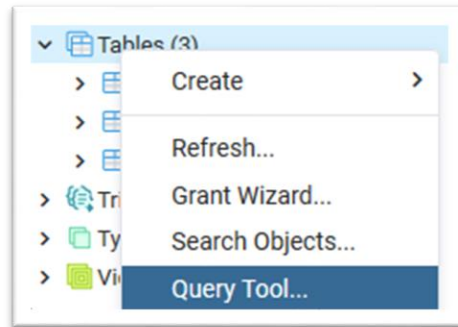 Tables (3)
Create
Refresh...
Grant Wizard...
Search Objects...
Query Tool...